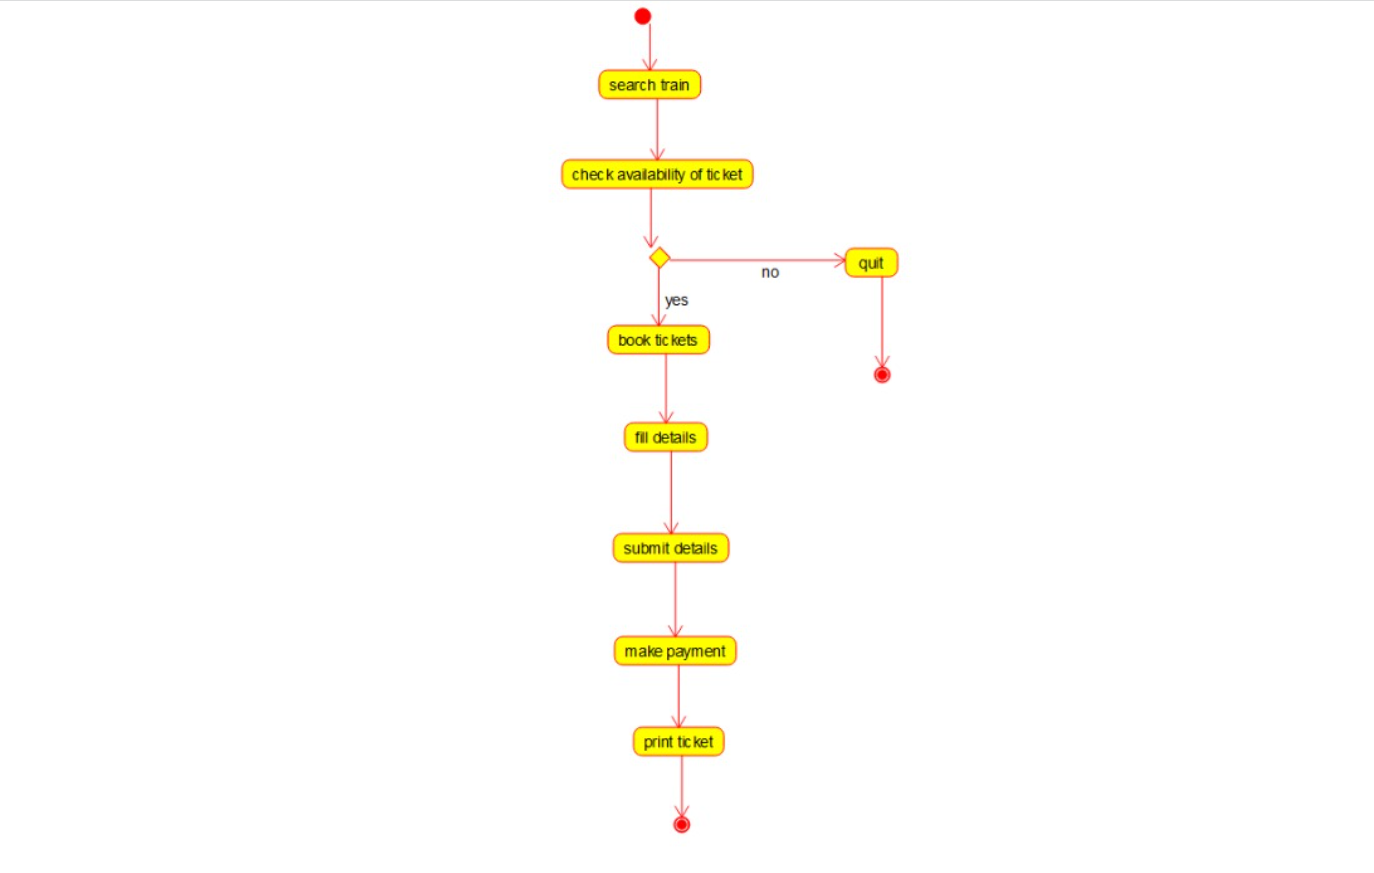 search train
check availability of ticket
quit
no
yes
book tickets
fill details
submit details
make payment
print ticket